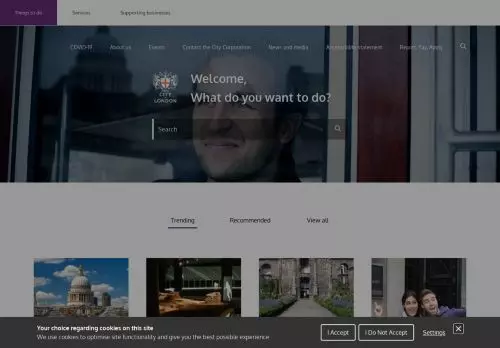 Things to do
Services
Supporting businesses
COVID-19
About us
Events
Contact the City Corporation
News and media
Accessibility statement
Report, Pay, Apply
Welcome,
What do you want to do?
CITY
LONDON
Search
Trending
Recommended
View all
Your choice regarding cookies on this site
We use cookies to optimise site functionality and give you the best possible experience
I Accept
I Do Not Accept
Settings